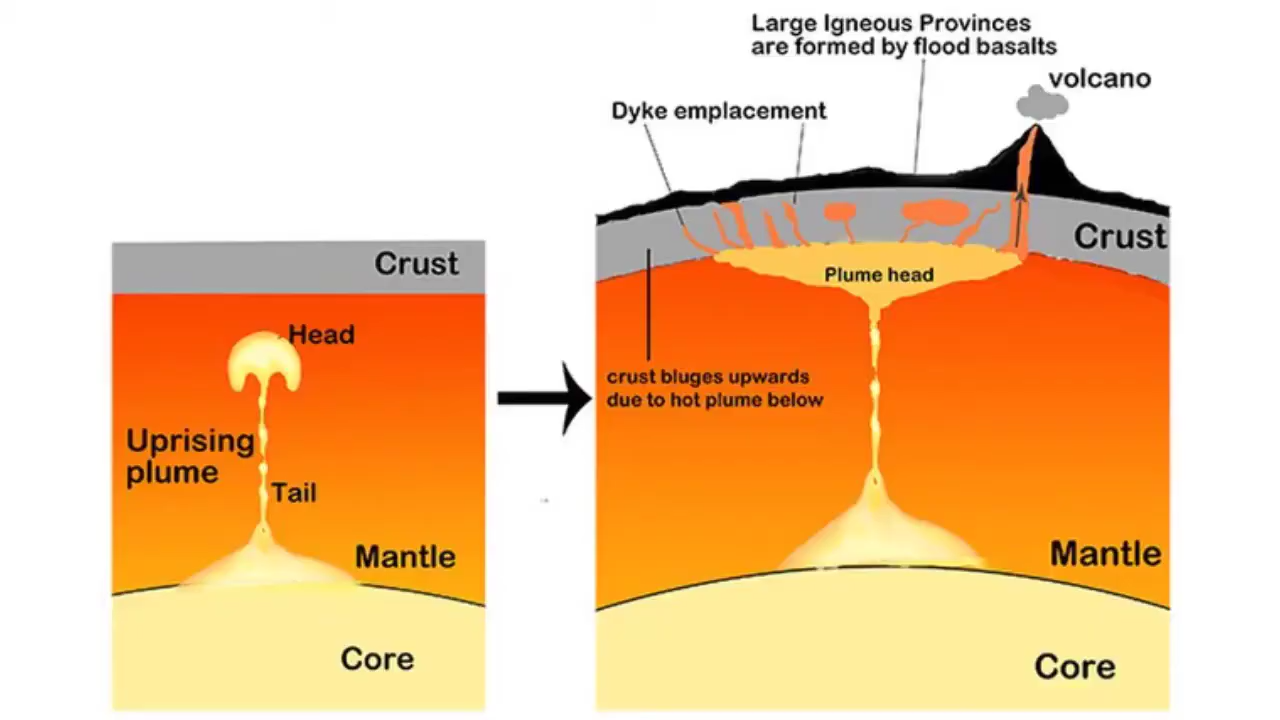 Crust
Head
Uprising
plume
Tail
Mantle
Core
Large Igneous Provinces
are formed by flood basalts
volcano
Dyke emplacement
Crust
Plume head
crust bluges upwards
due to hot plume below
Mantle
Core